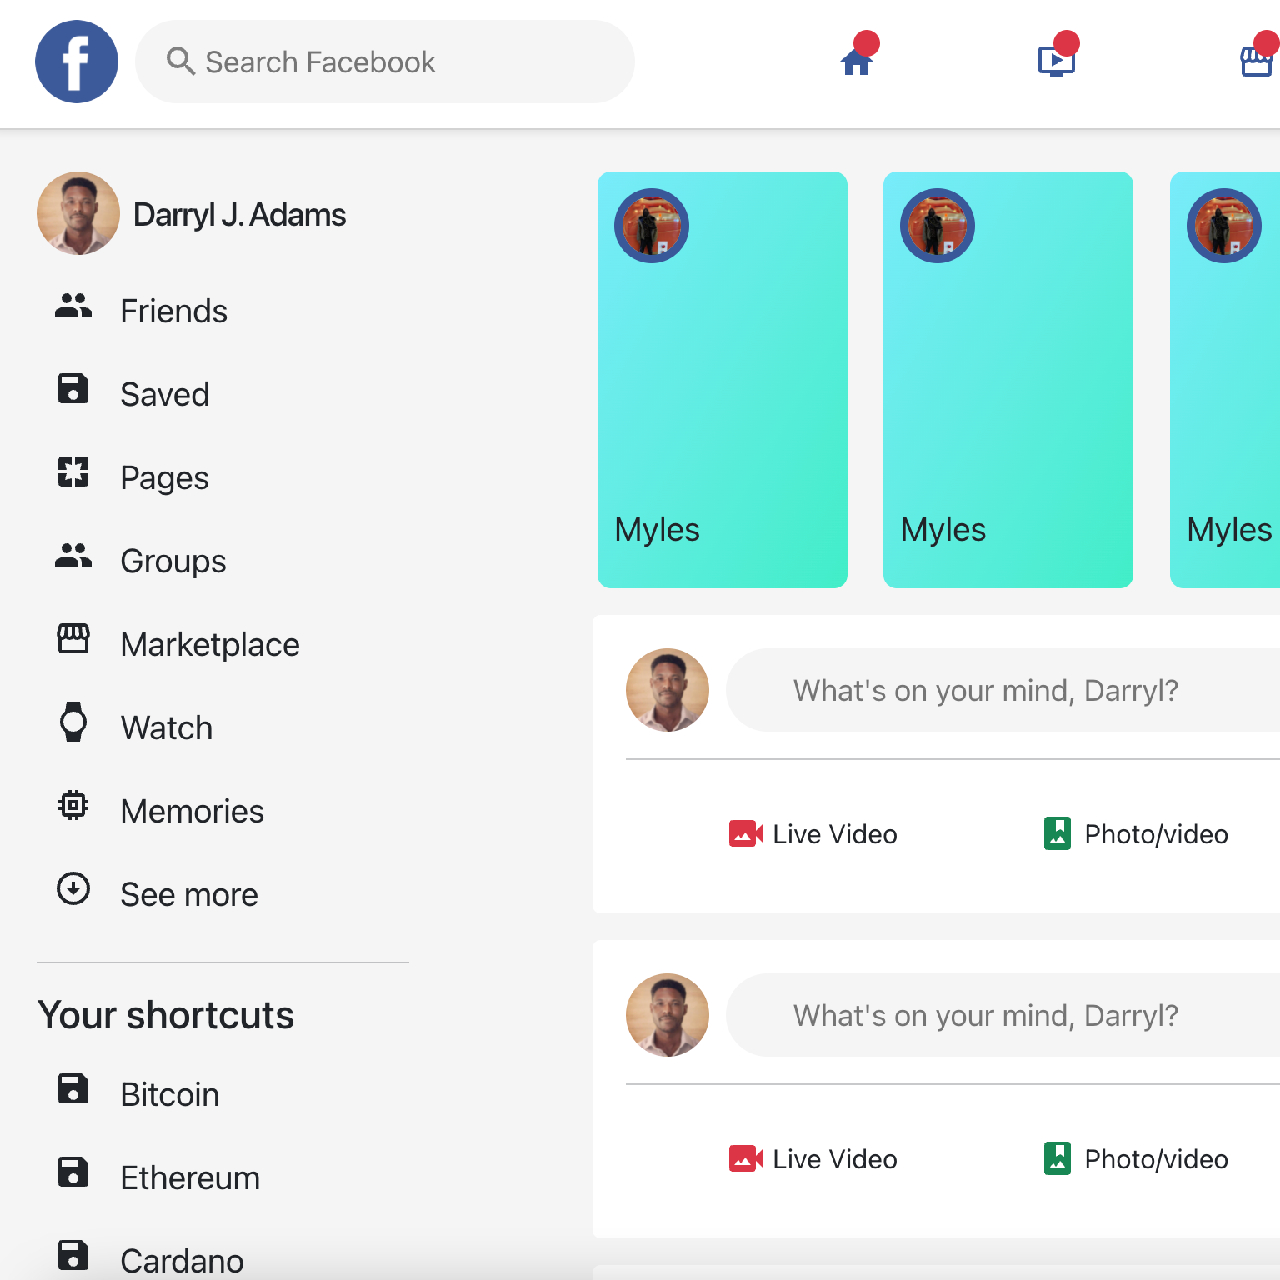 f
Search Facebook
Darryl J. Adams
Friends
Saved
Pages
Groups
Marketplace
Watch
Memories
See more
Your shortcuts
Bitcoin
Ethereum
Cardano
Myles
Myles
Myles
What's on your mind, Darryl?
Live Video
Photo/video
What's on your mind, Darryl?
Live Video
Photo/video